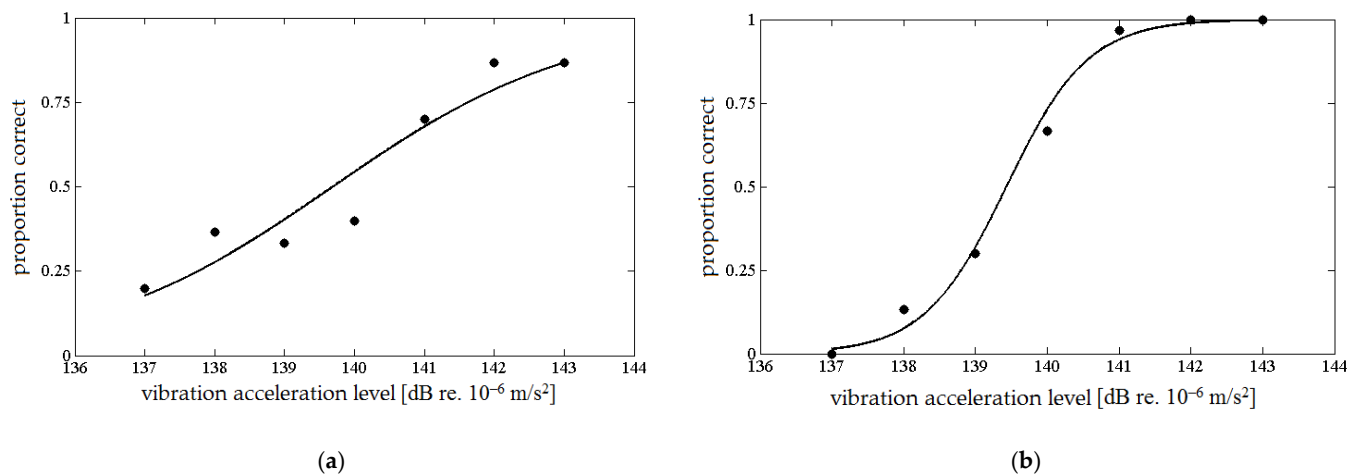 1
0.75
0.5
0.25
0
proportion correct
136 137 138 139 140 141 142 143 144
vibration acceleration level [dB re. 10⁻⁶ m/s²]
(a)
1
0.75
0.5
0.25
0
proportion correct
136 137 138 139 140 141 142 143 144
vibration acceleration level [dB re. 10⁻⁶ m/s²]
(b)